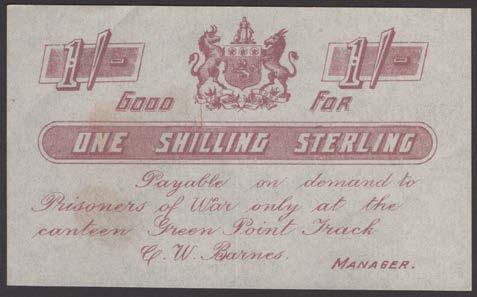 1/- 1/-
GOOD FOR
ONE SHILLING STERLING
Payable on demand to
Prisoners of War only at the
canteen Green Point Track
C. W. Barnes.
MANAGER.